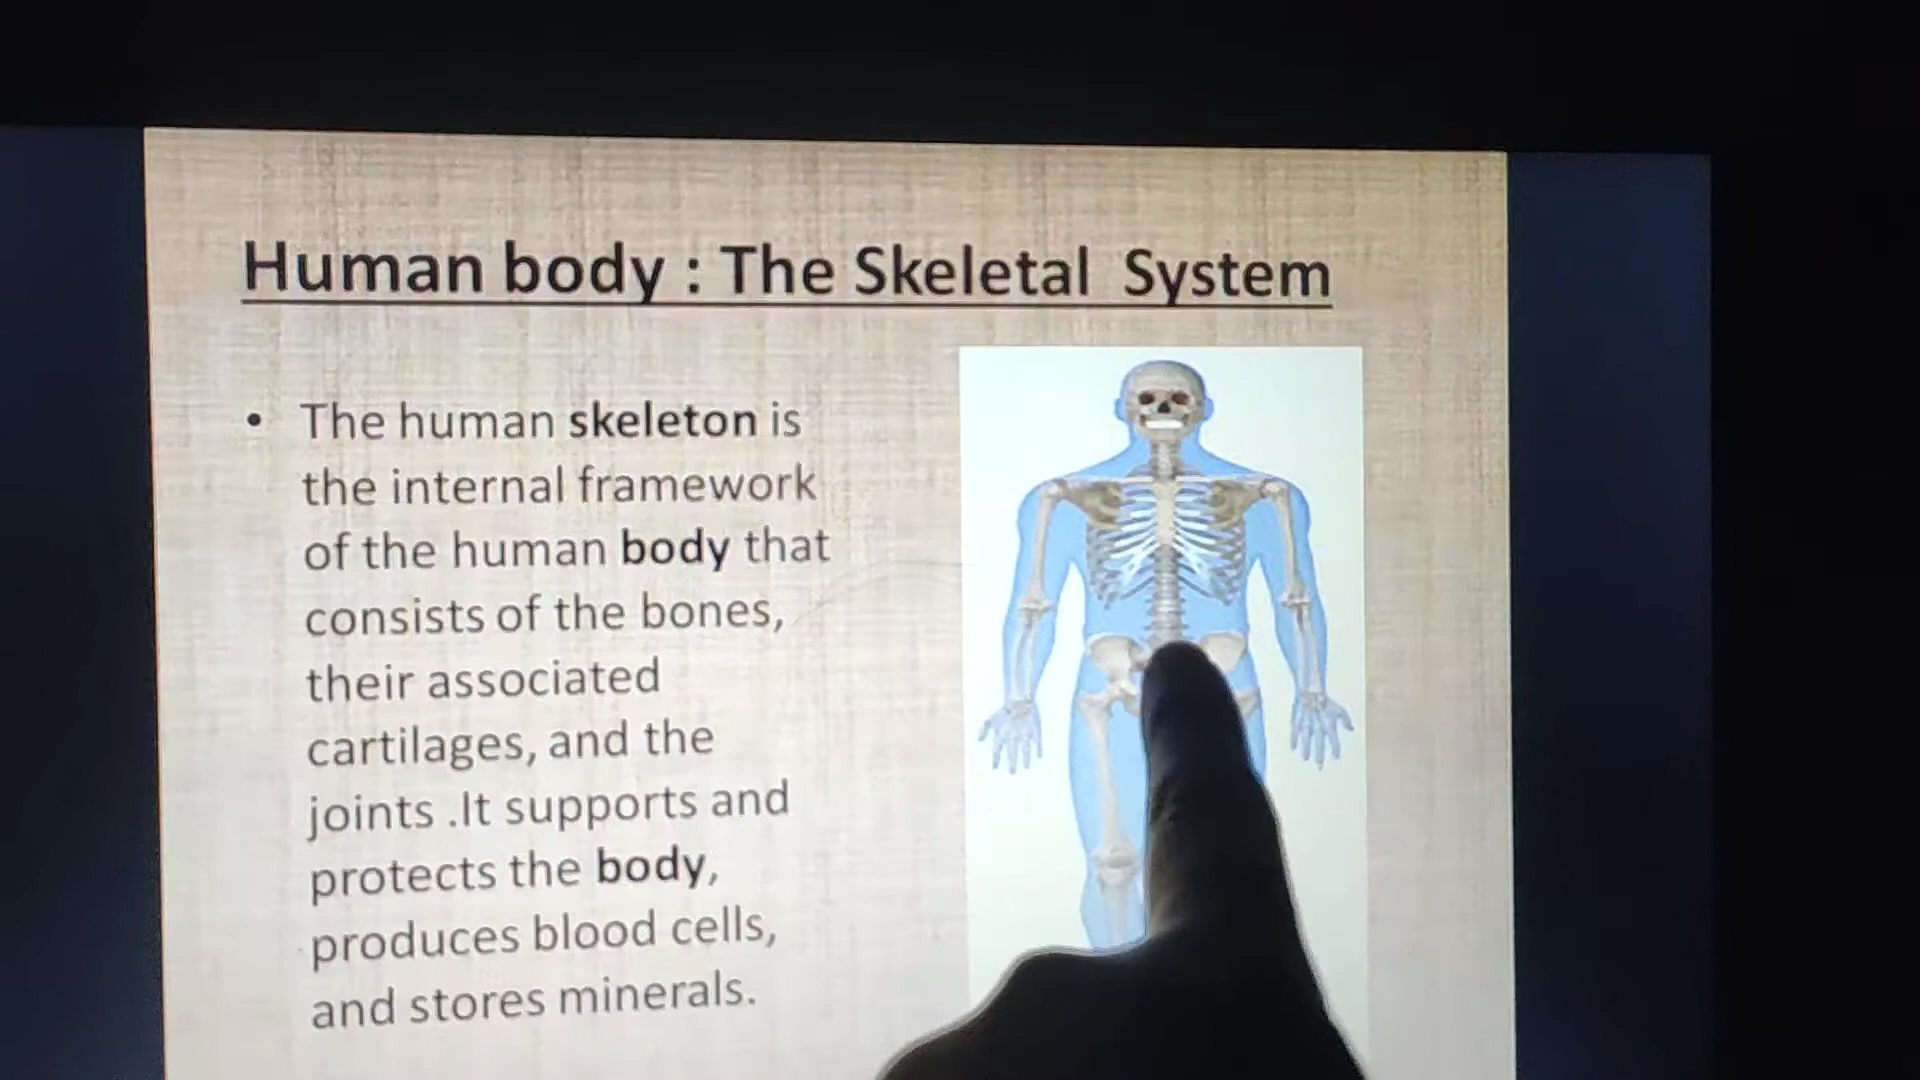 Human body : The Skeletal System
• The human skeleton is
the internal framework
of the human body that
consists of the bones,
their associated
cartilages, and the
joints .It supports and
protects the body,
produces blood cells,
and stores minerals.